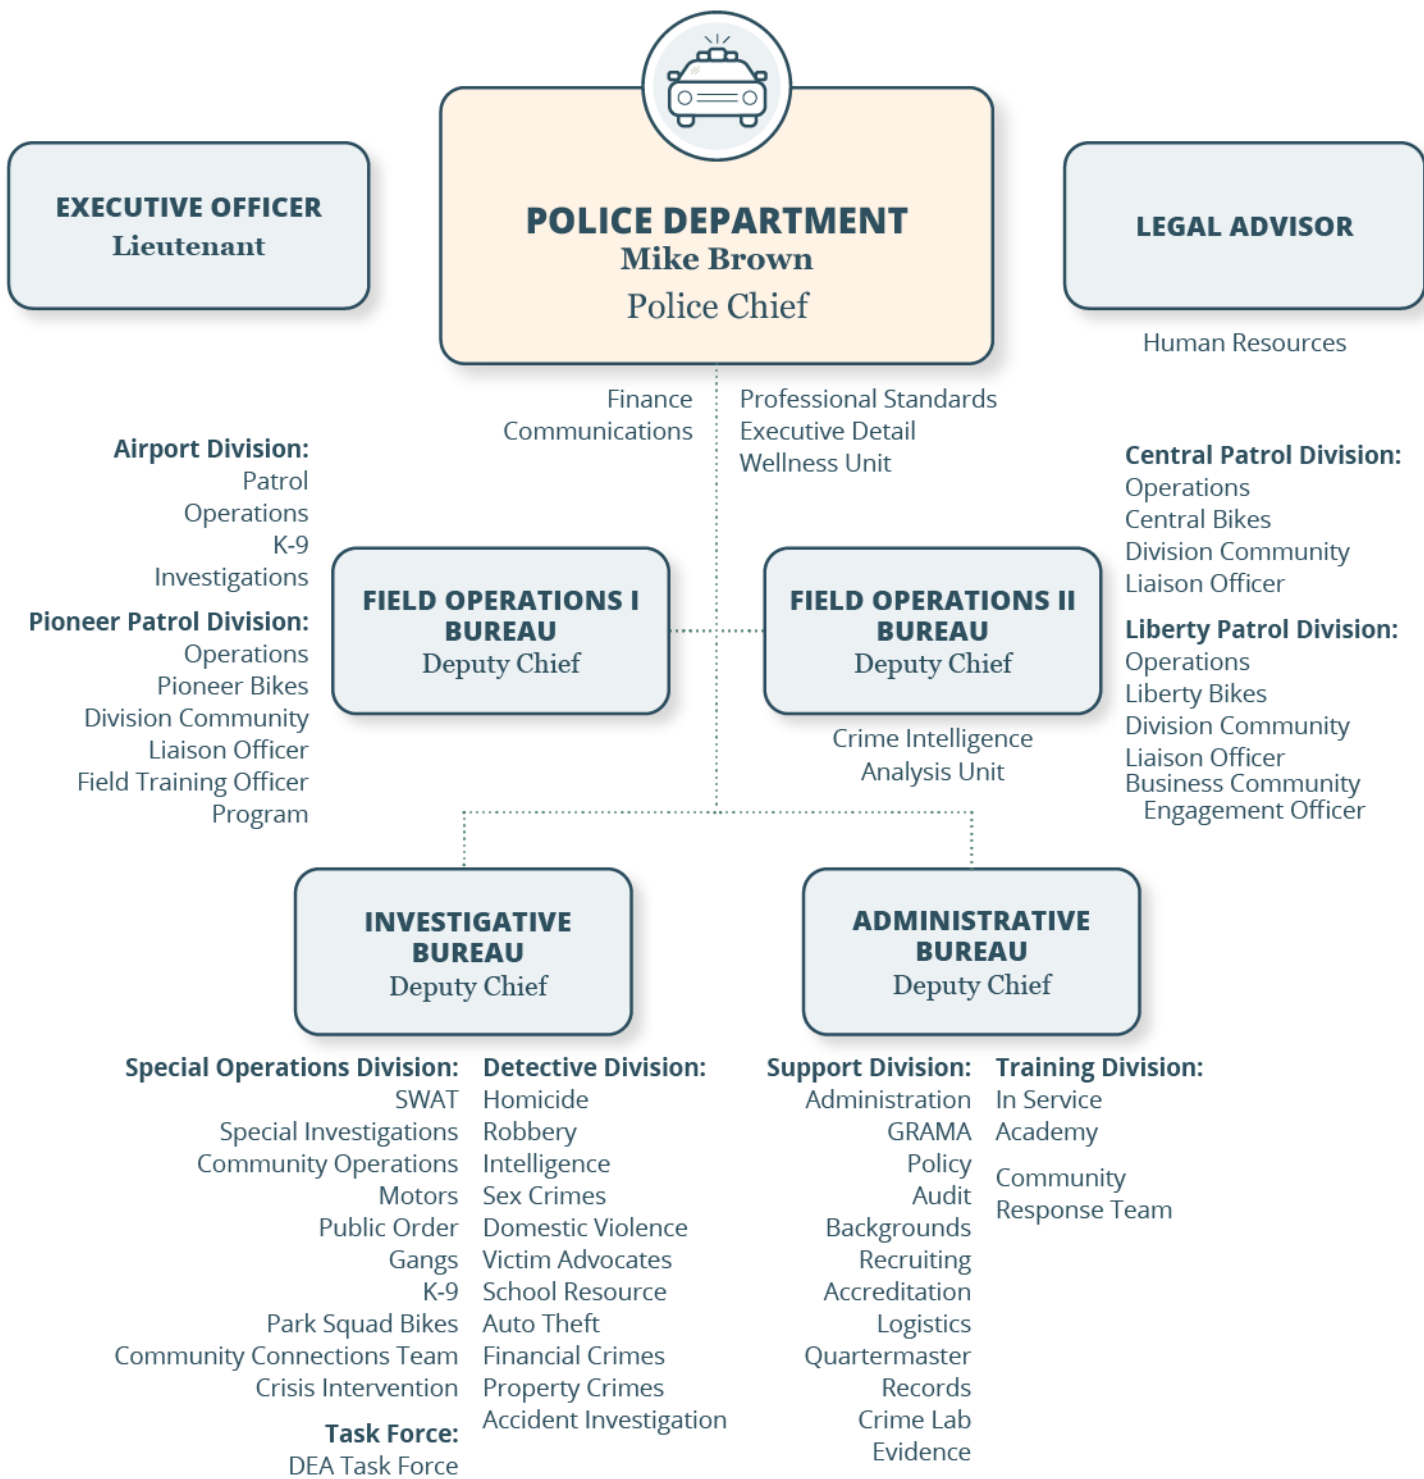 POLICE DEPARTMENT
Mike Brown
Police Chief
EXECUTIVE OFFICER
Lieutenant
LEGAL ADVISOR
Human Resources
Finance
Communications
Professional Standards
Executive Detail
Wellness Unit
Airport Division:
Patrol
Operations
K-9
Investigations
Pioneer Patrol Division:
Operations
Pioneer Bikes
Division Community
Liaison Officer
Field Training Officer
Program
FIELD OPERATIONS I
BUREAU
Deputy Chief
FIELD OPERATIONS II
BUREAU
Deputy Chief
Crime Intelligence
Analysis Unit
Central Patrol Division:
Operations
Central Bikes
Division Community
Liaison Officer
Liberty Patrol Division:
Operations
Liberty Bikes
Division Community
Liaison Officer
Business Community
Engagement Officer
INVESTIGATIVE
BUREAU
Deputy Chief
Special Operations Division:
SWAT
Special Investigations
Community Operations
Motors
Public Order
Gangs
K-9
Park Squad Bikes
Community Connections Team
Crisis Intervention
Task Force:
DEA Task Force
Detective Division:
Homicide
Robbery
Intelligence
Sex Crimes
Domestic Violence
Victim Advocates
School Resource
Auto Theft
Financial Crimes
Property Crimes
Accident Investigation
ADMINISTRATIVE
BUREAU
Deputy Chief
Support Division:
Administration
GRAMA
Policy
Audit
Backgrounds
Recruiting
Accreditation
Logistics
Quartermaster
Records
Crime Lab
Evidence
Training Division:
In Service
Academy
Community
Response Team